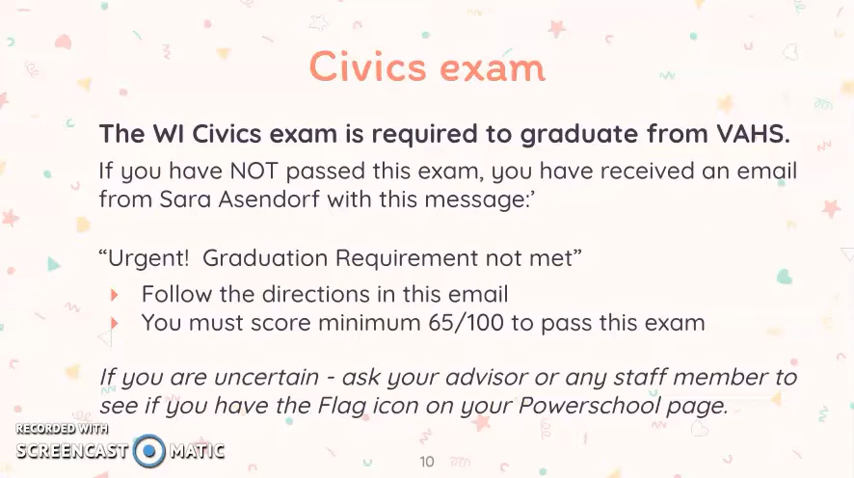 Civics exam
The WI Civics exam is required to graduate from VAHS.
If you have NOT passed this exam, you have received an email
from Sara Asendorf with this message:’
“Urgent!  Graduation Requirement not met”
Follow the directions in this email
You must score minimum 65/100 to pass this exam
If you are uncertain - ask your advisor or any staff member to
see if you have the Flag icon on your Powerschool page.
RECORDED WITH
SCREENCAST MATIC
10